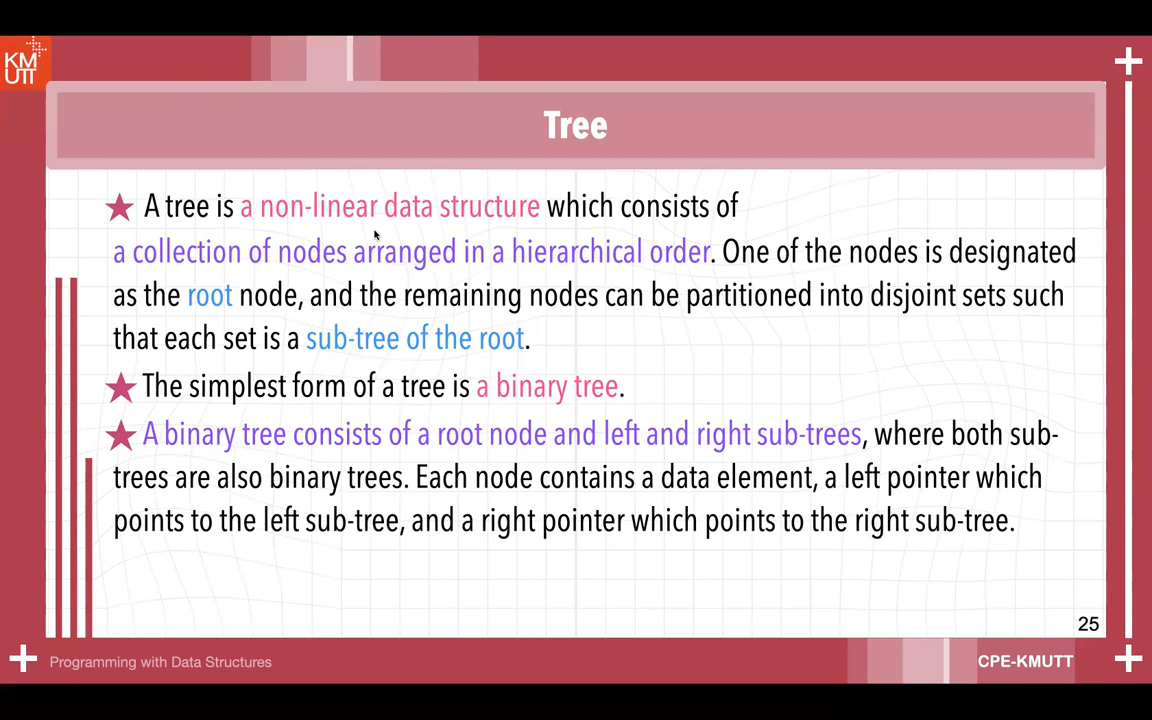 KM
UTT
Tree
A tree is a non-linear data structure which consists of
a collection of nodes arranged in a hierarchical order. One of the nodes is designated
as the root node, and the remaining nodes can be partitioned into disjoint sets such
that each set is a sub-tree of the root.
The simplest form of a tree is a binary tree.
A binary tree consists of a root node and left and right sub-trees, where both sub-
trees are also binary trees. Each node contains a data element, a left pointer which
points to the left sub-tree, and a right pointer which points to the right sub-tree.
25
Programming with Data Structures
CPE-KMUTT